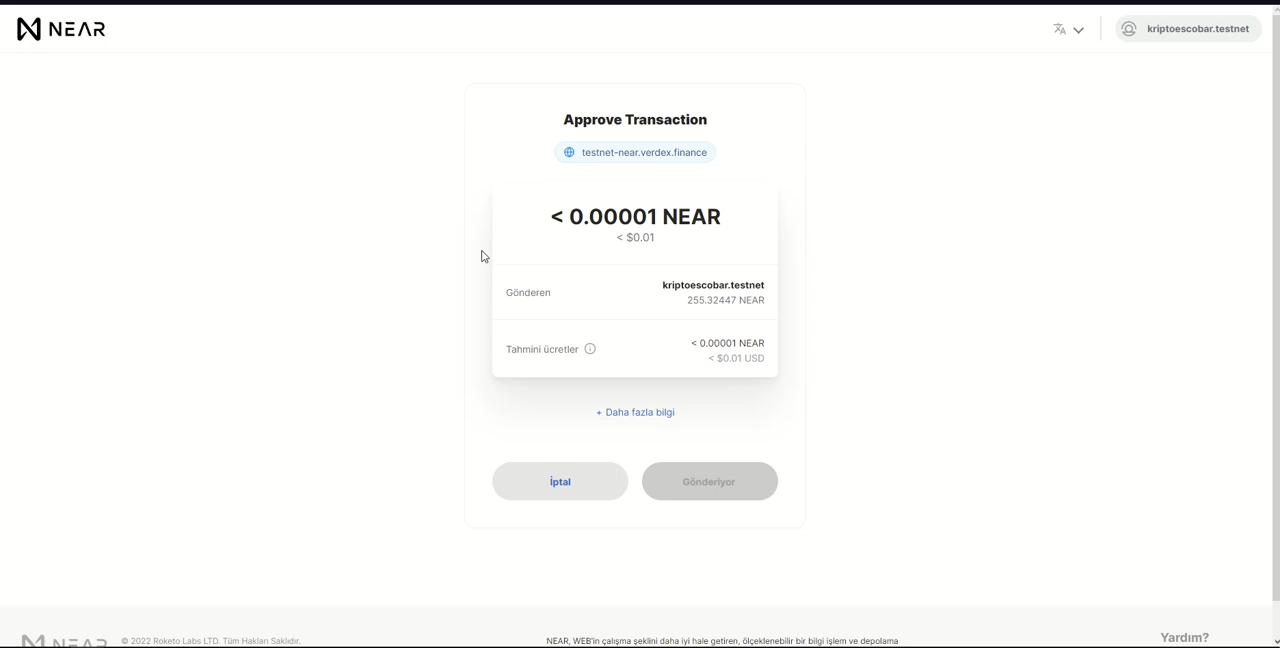 NEAR
kriptoescobar.testnet
Approve Transaction
testnet-near.verdex.finance
< 0.00001 NEAR
< $0.01
Gönderen
kriptoescobar.testnet
255.32447 NEAR
Tahmini ücretler
< 0.00001 NEAR
< $0.01 USD
+ Daha fazla bilgi
İptal
Gönderiyor
NEAR
© 2022 Roketo Labs LTD. Tüm Hakları Saklıdır.
NEAR, WEB'in çalışma şeklini daha iyi hale getiren, ölçeklenebilir bir bilgi işlem ve depolama
Yardım?